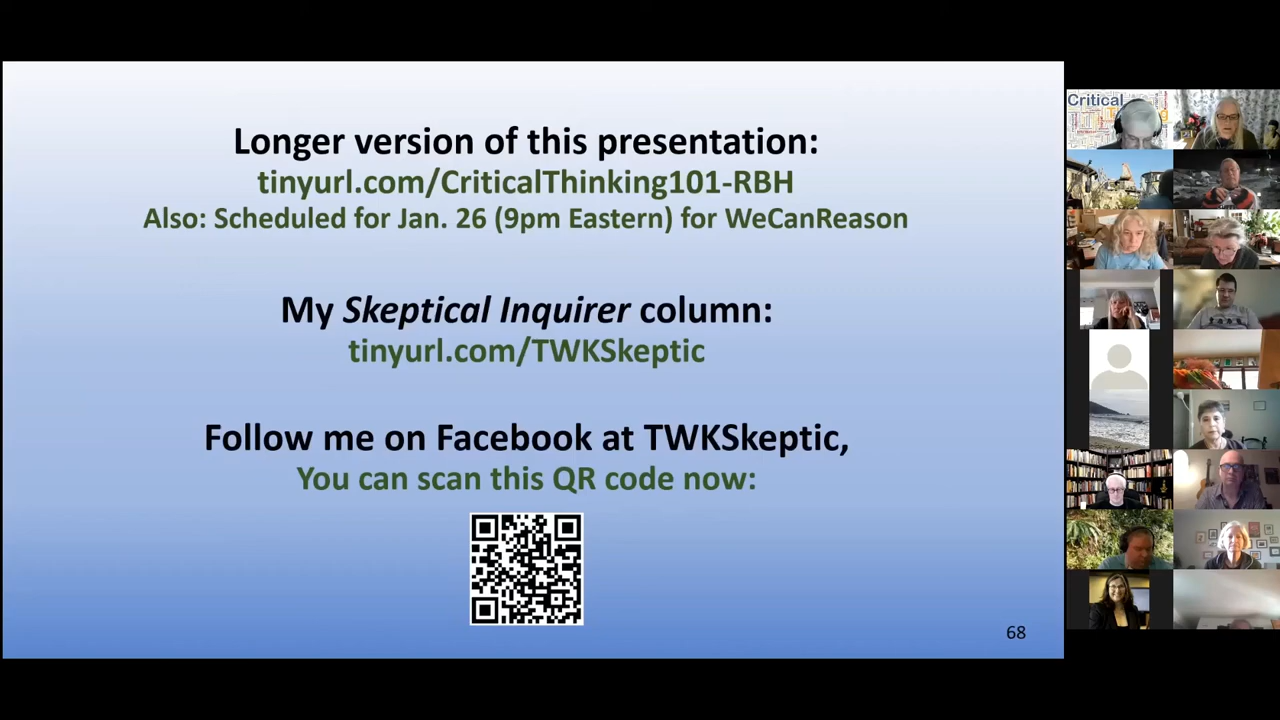 Longer version of this presentation:
tinyurl.com/CriticalThinking101-RBH
Also: Scheduled for Jan. 26 (9pm Eastern) for WeCanReason
My Skeptical Inquirer column:
tinyurl.com/TWKSkeptic
Follow me on Facebook at TWKSkeptic,
You can scan this QR code now:
68
Critical